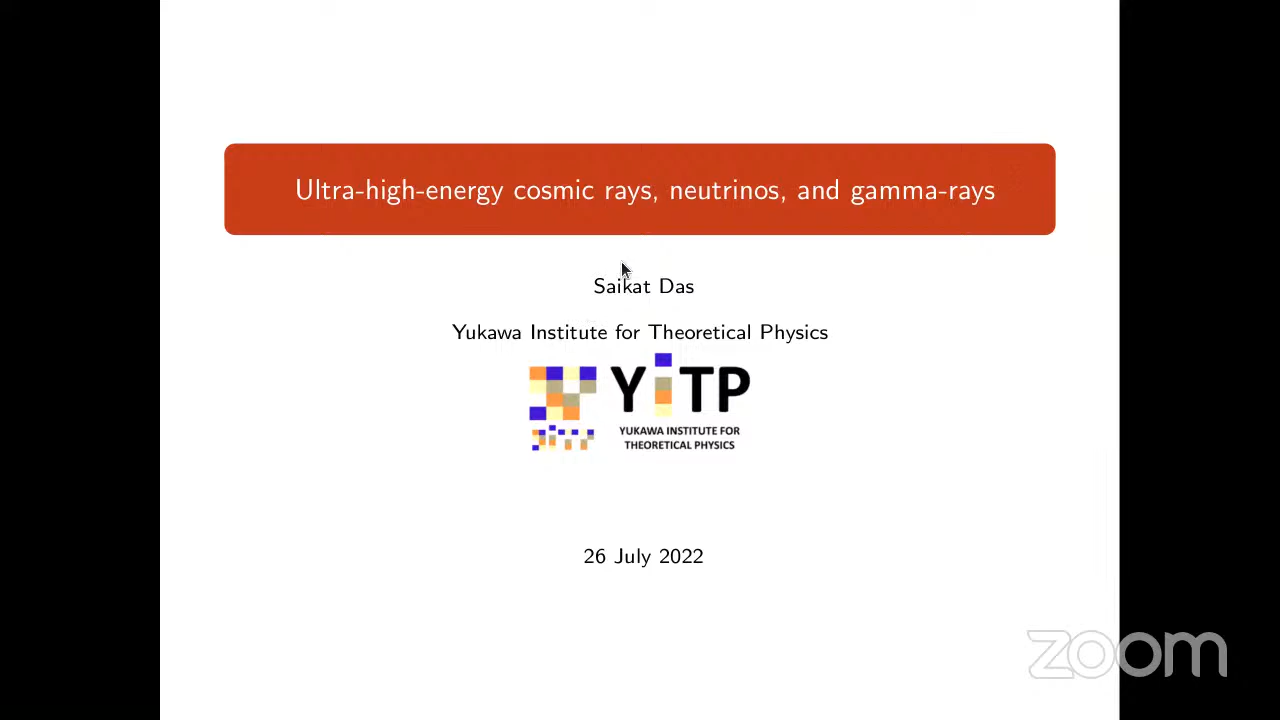 Ultra-high-energy cosmic rays, neutrinos, and gamma-rays
Saikat Das
Yukawa Institute for Theoretical Physics
YiTP
YUKAWA INSTITUTE FOR
THEORETICAL PHYSICS
26 July 2022
zoom